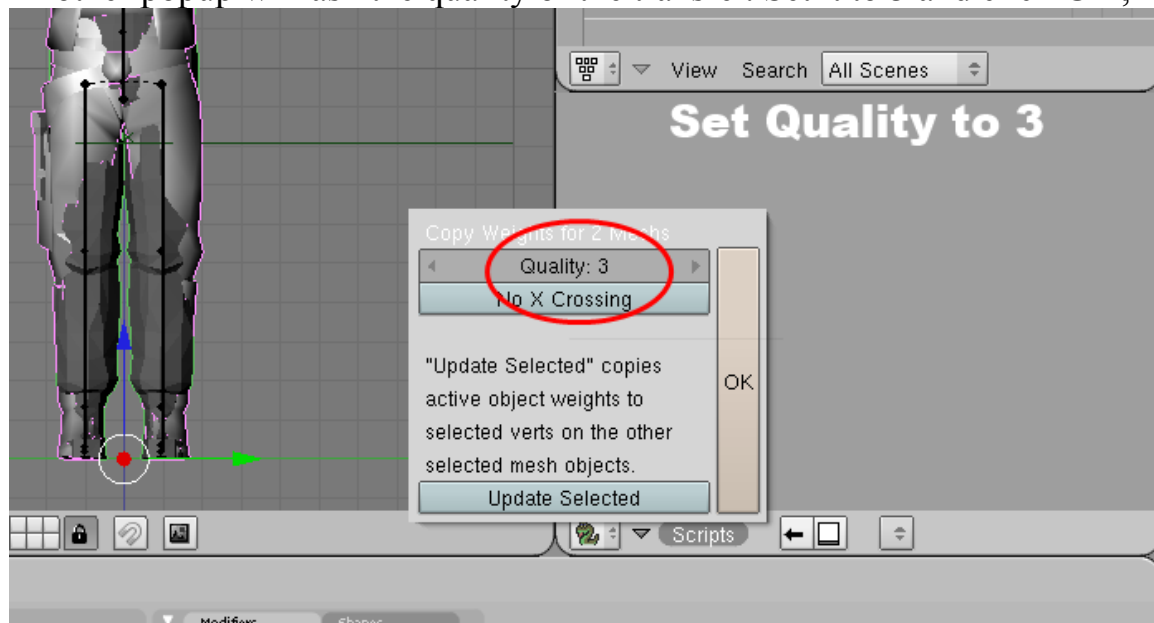 View Search All Scenes
Set Quality to 3
Copy Weights for 2 Meshs
Quality: 3
No X Crossing
"Update Selected" copies
active object weights to
selected verts on the other
selected mesh objects.
OK
Update Selected
Scripts
Modifiers Shapes